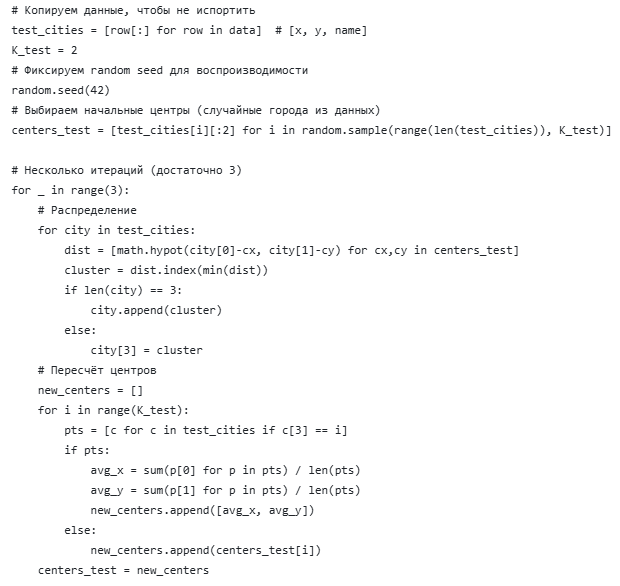 # Копируем данные, чтобы не испортить
test_cities = [row[:] for row in data]  # [x, y, name]
K_test = 2
# Фиксируем random seed для воспроизводимости
random.seed(42)
# Выбираем начальные центры (случайные города из данных)
centers_test = [test_cities[i][:2] for i in random.sample(range(len(test_cities)), K_test)]

# Несколько итераций (достаточно 3)
for _ in range(3):
    # Распределение
    for city in test_cities:
        dist = [math.hypot(city[0]-cx, city[1]-cy) for cx,cy in centers_test]
        cluster = dist.index(min(dist))
        if len(city) == 3:
            city.append(cluster)
        else:
            city[3] = cluster
    # Пересчёт центров
    new_centers = []
    for i in range(K_test):
        pts = [c for c in test_cities if c[3] == i]
        if pts:
            avg_x = sum(p[0] for p in pts) / len(pts)
            avg_y = sum(p[1] for p in pts) / len(pts)
            new_centers.append([avg_x, avg_y])
        else:
            new_centers.append(centers_test[i])
    centers_test = new_centers